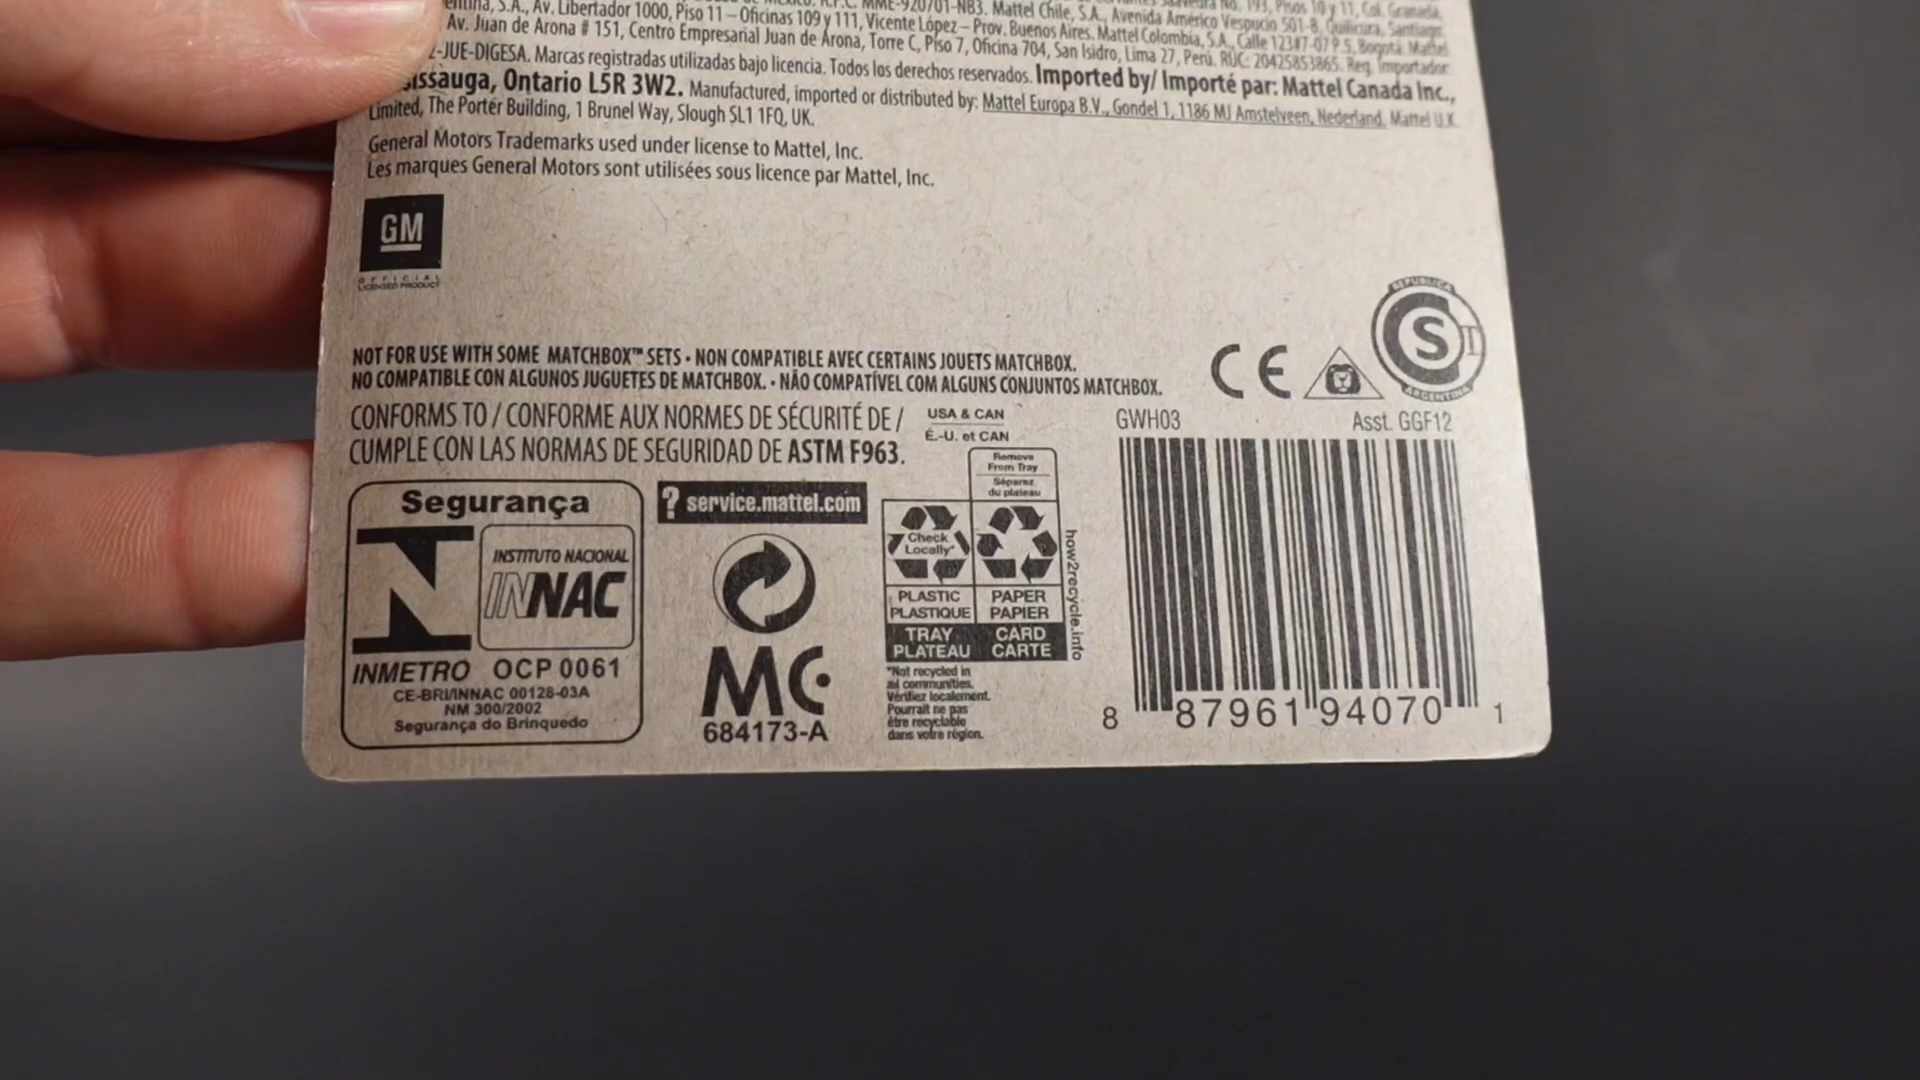 S.A., Av. Libertador 1000, Piso 11 – Oficinas 109 y 111, Vicente López – Prov. Buenos Aires. Mattel Colombia, S.A., Calle 123#7-07 P.5, Bogotá. Mattel
Av. Juan de Arona # 151, Centro Empresarial Juan de Arona, Torre C, Piso 7, Oficina 704, San Isidro, Lima 27, Perú. RUC: 20425853865. Reg. Importador
-JUE-DIGESA. Marcas registradas utilizadas bajo licencia. Todos los derechos reservados. Imported by/ Importé par: Mattel Canada Inc.,
issauga, Ontario L5R 3W2. Manufactured, imported or distributed by: Mattel Europa B.V., Gondel 1, 1186 MJ Amstelveen, Nederland. Mattel U.K.
Limited, The Porter Building, 1 Brunel Way, Slough SL1 1FQ, UK.
General Motors Trademarks used under license to Mattel, Inc.
Les marques General Motors sont utilisées sous licence par Mattel, Inc.
GM
OFFICIAL
LICENSED PRODUCT
REPUBLICA
S
ARGENTINA
NOT FOR USE WITH SOME MATCHBOX™ SETS • NON COMPATIBLE AVEC CERTAINS JOUETS MATCHBOX.
NO COMPATIBLE CON ALGUNOS JUGUETES DE MATCHBOX. • NÃO COMPATÍVEL COM ALGUNS CONJUNTOS MATCHBOX.
CE
CONFORMS TO / CONFORME AUX NORMES DE SÉCURITÉ DE /
CUMPLE CON LAS NORMAS DE SEGURIDAD DE ASTM F963.
USA & CAN
É.-U. et CAN
GWH03 Asst. GGF12
Segurança
INSTITUTO NACIONAL
INNAC
INMETRO OCP 0061
CE-BRI/INNAC 00128-03A
NM 300/2002
Segurança do Brinquedo
? service.mattel.com
MC
684173-A
Remove
From Tray
Séparez
du plateau
Check
Locally*
PLASTIC
PLASTIQUE
PAPER
PAPIER
TRAY
PLATEAU
CARD
CARTE
how2recycle.info
*Not recycled in
all communities.
Vérifiez localement.
Pourrait ne pas
être recyclable
dans votre région.
8 87961 94070 1